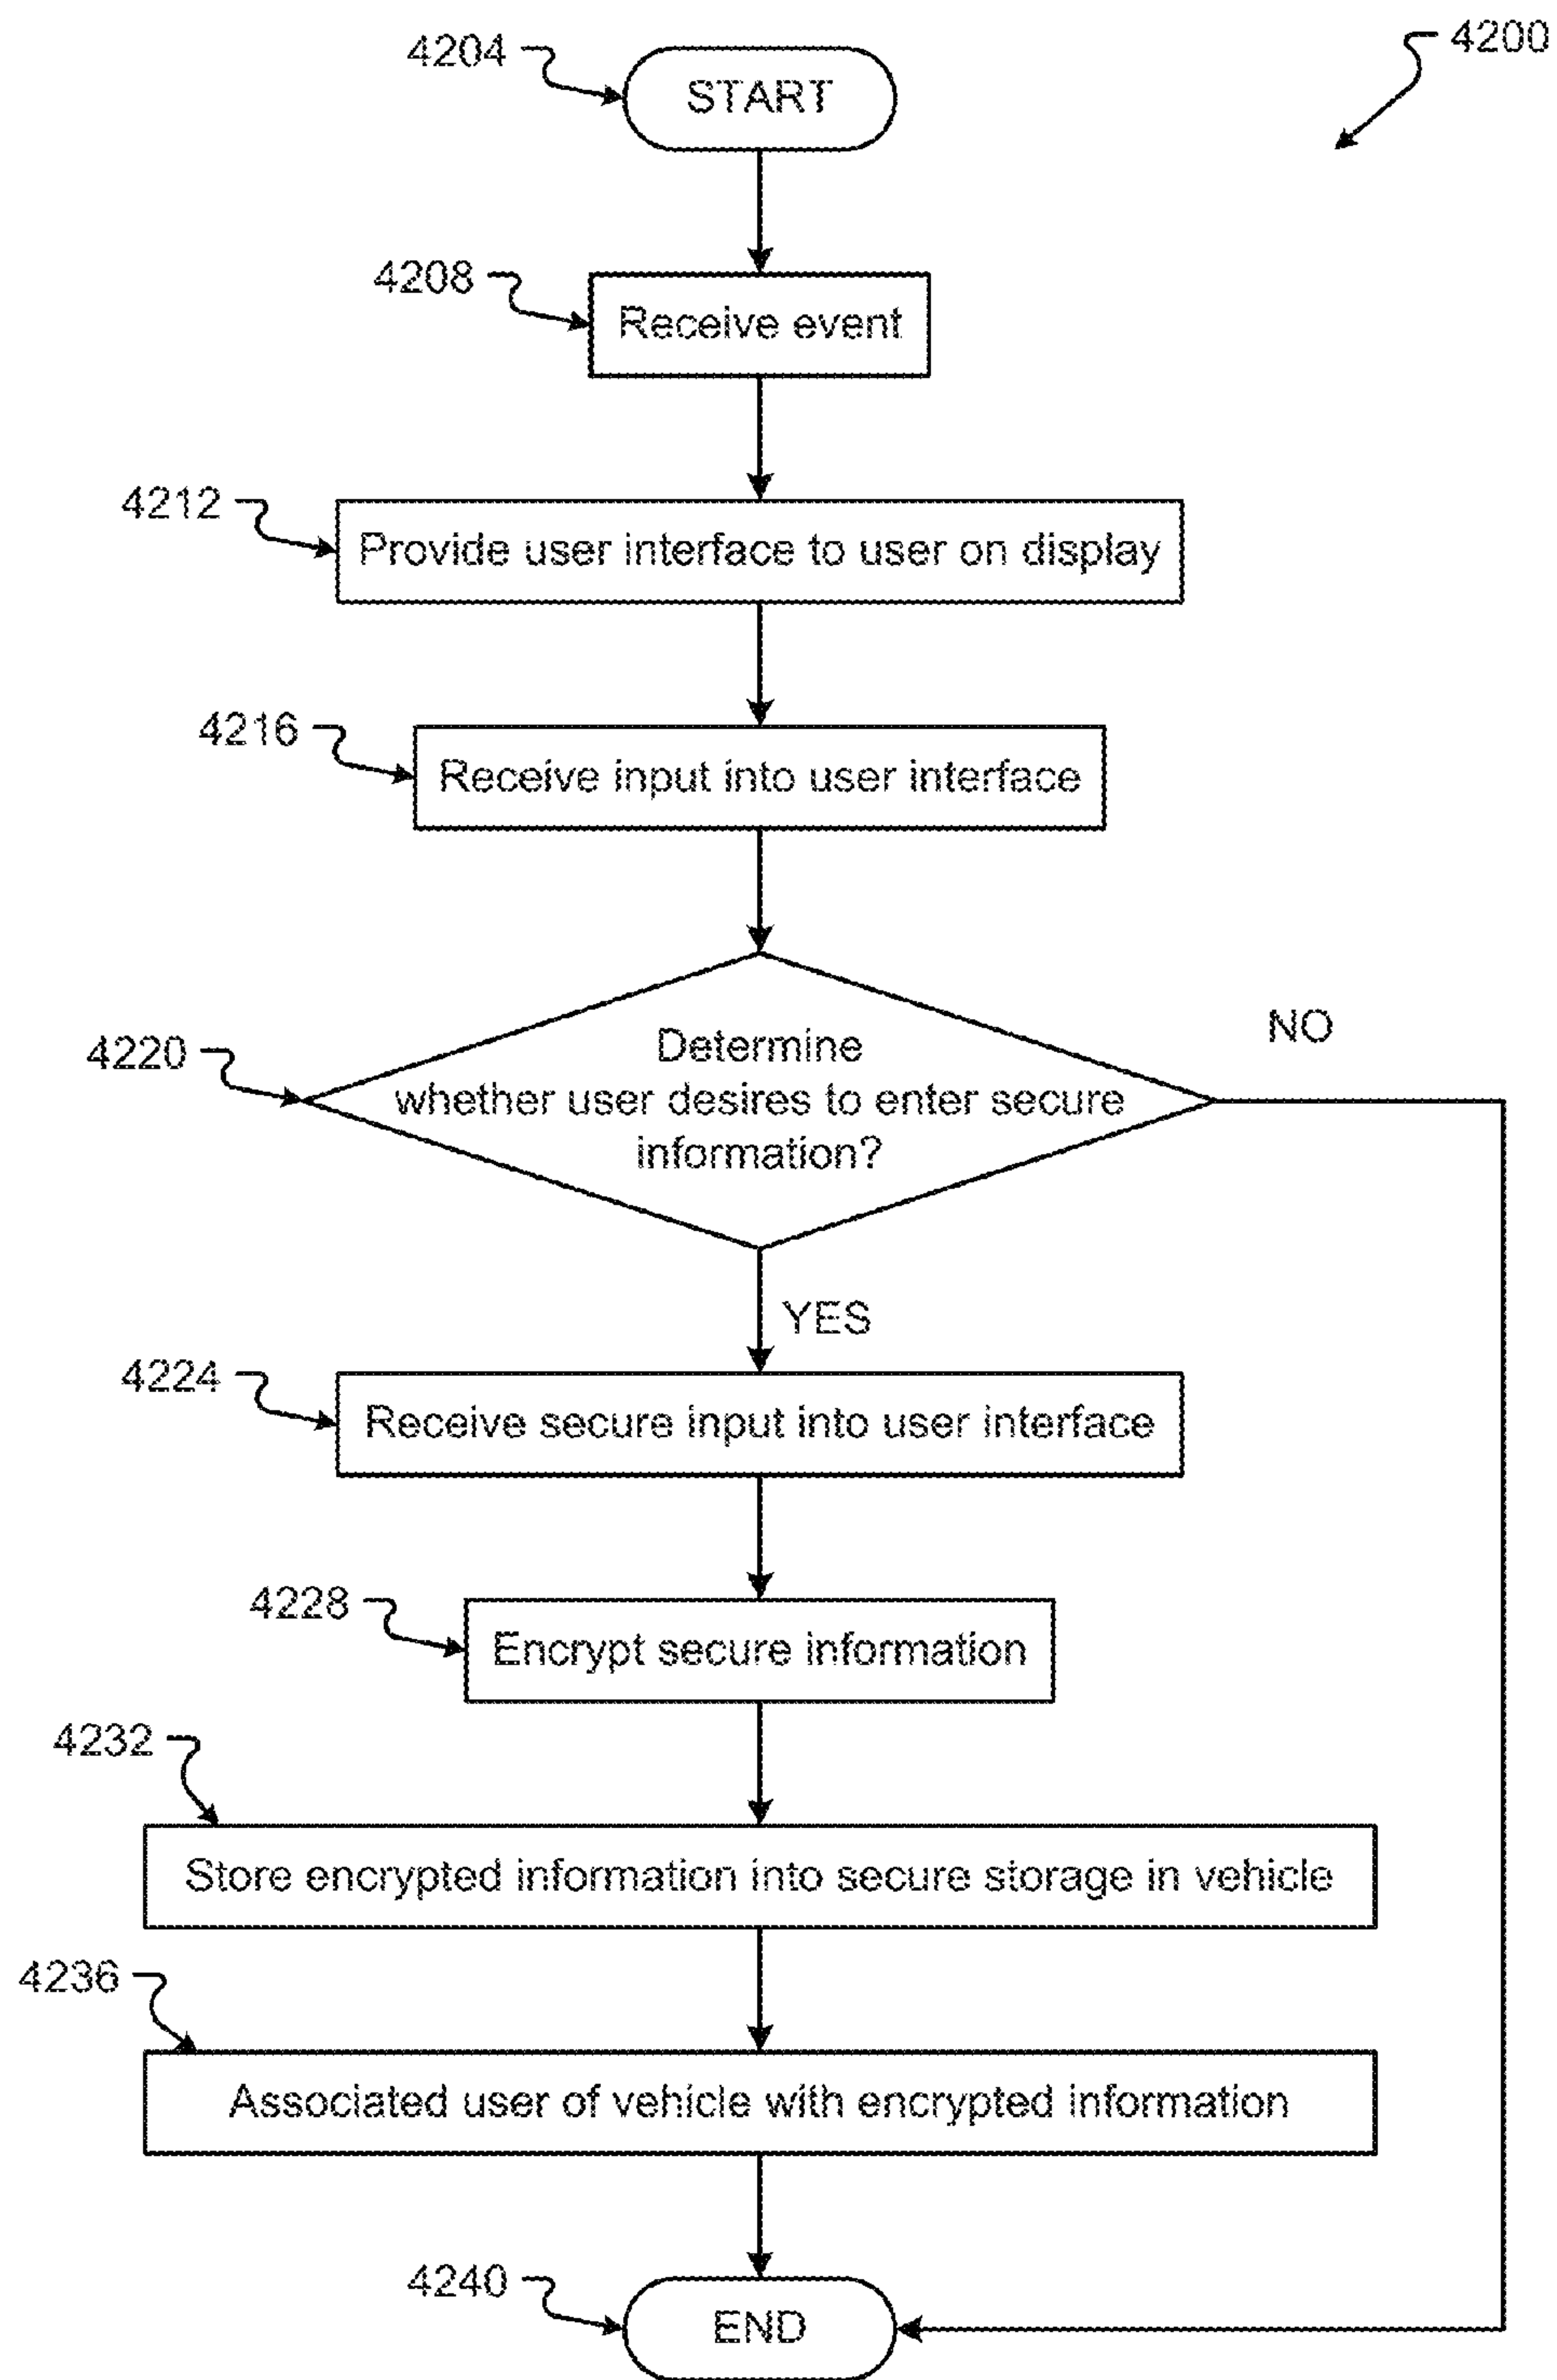 4200
4204
START
4208
Receive event
4212
Provide user interface to user on display
4216
Receive input into user interface
4220
Determine
whether user desires to enter secure
information?
NO
YES
4224
Receive secure input into user interface
4228
Encrypt secure information
4232
Store encrypted information into secure storage in vehicle
4236
Associated user of vehicle with encrypted information
4240
END